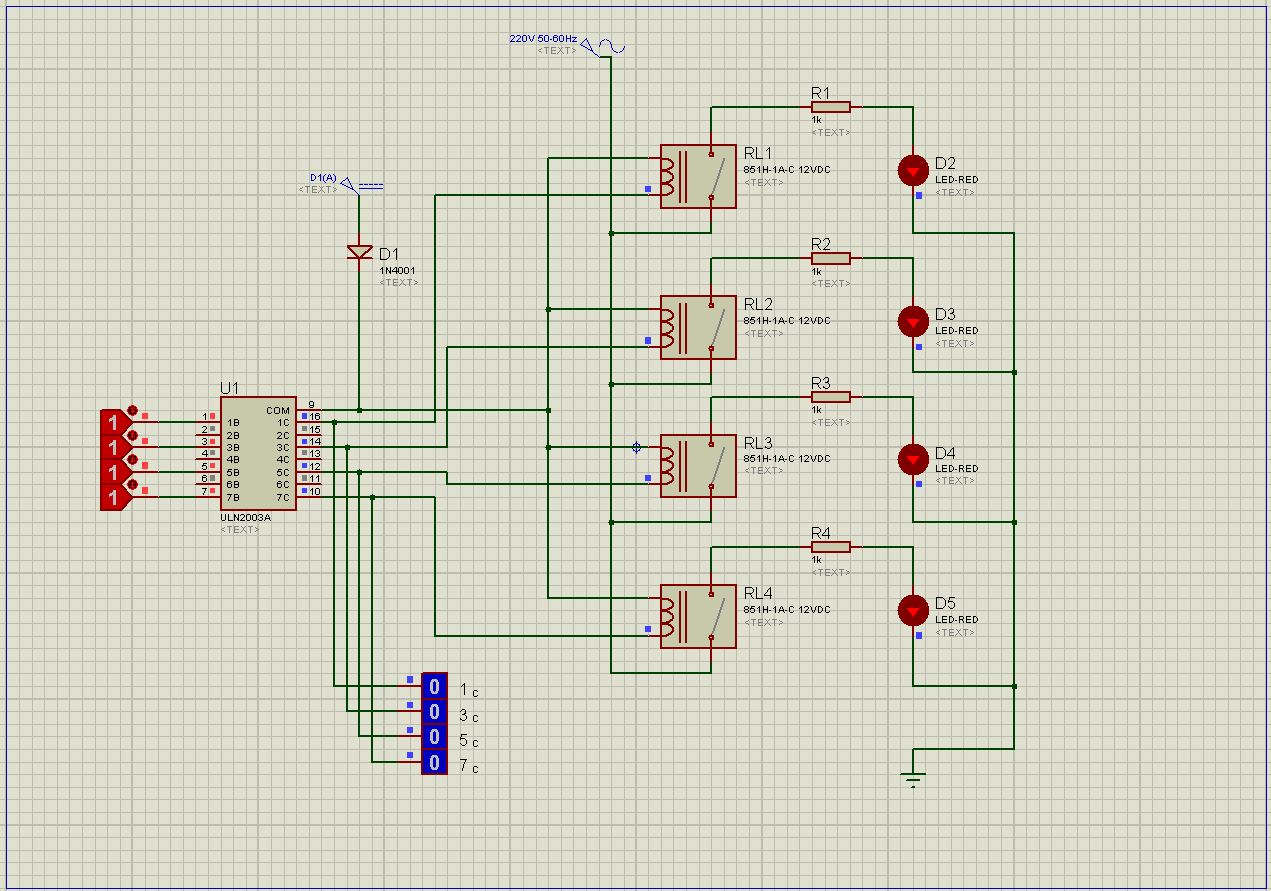 220V 50-60Hz
<TEXT>
R1
1k
<TEXT>
RL1
851H-1A-C 12VDC
<TEXT>
D2
LED-RED
<TEXT>
D1(A)
<TEXT>
D1
1N4001
<TEXT>
R2
1k
<TEXT>
RL2
851H-1A-C 12VDC
<TEXT>
D3
LED-RED
<TEXT>
R3
1k
<TEXT>
RL3
851H-1A-C 12VDC
<TEXT>
D4
LED-RED
<TEXT>
U1
COM 9
1 1 1B 1C 16
2 2B 2C 15
1 3 3B 3C 14
4 4B 4C 13
1 5 5B 5C 12
6 6B 6C 11
1 7 7B 7C 10
ULN2003A
<TEXT>
R4
1k
<TEXT>
RL4
851H-1A-C 12VDC
<TEXT>
D5
LED-RED
<TEXT>
0 1 C
0 3 C
0 5 C
0 7 C